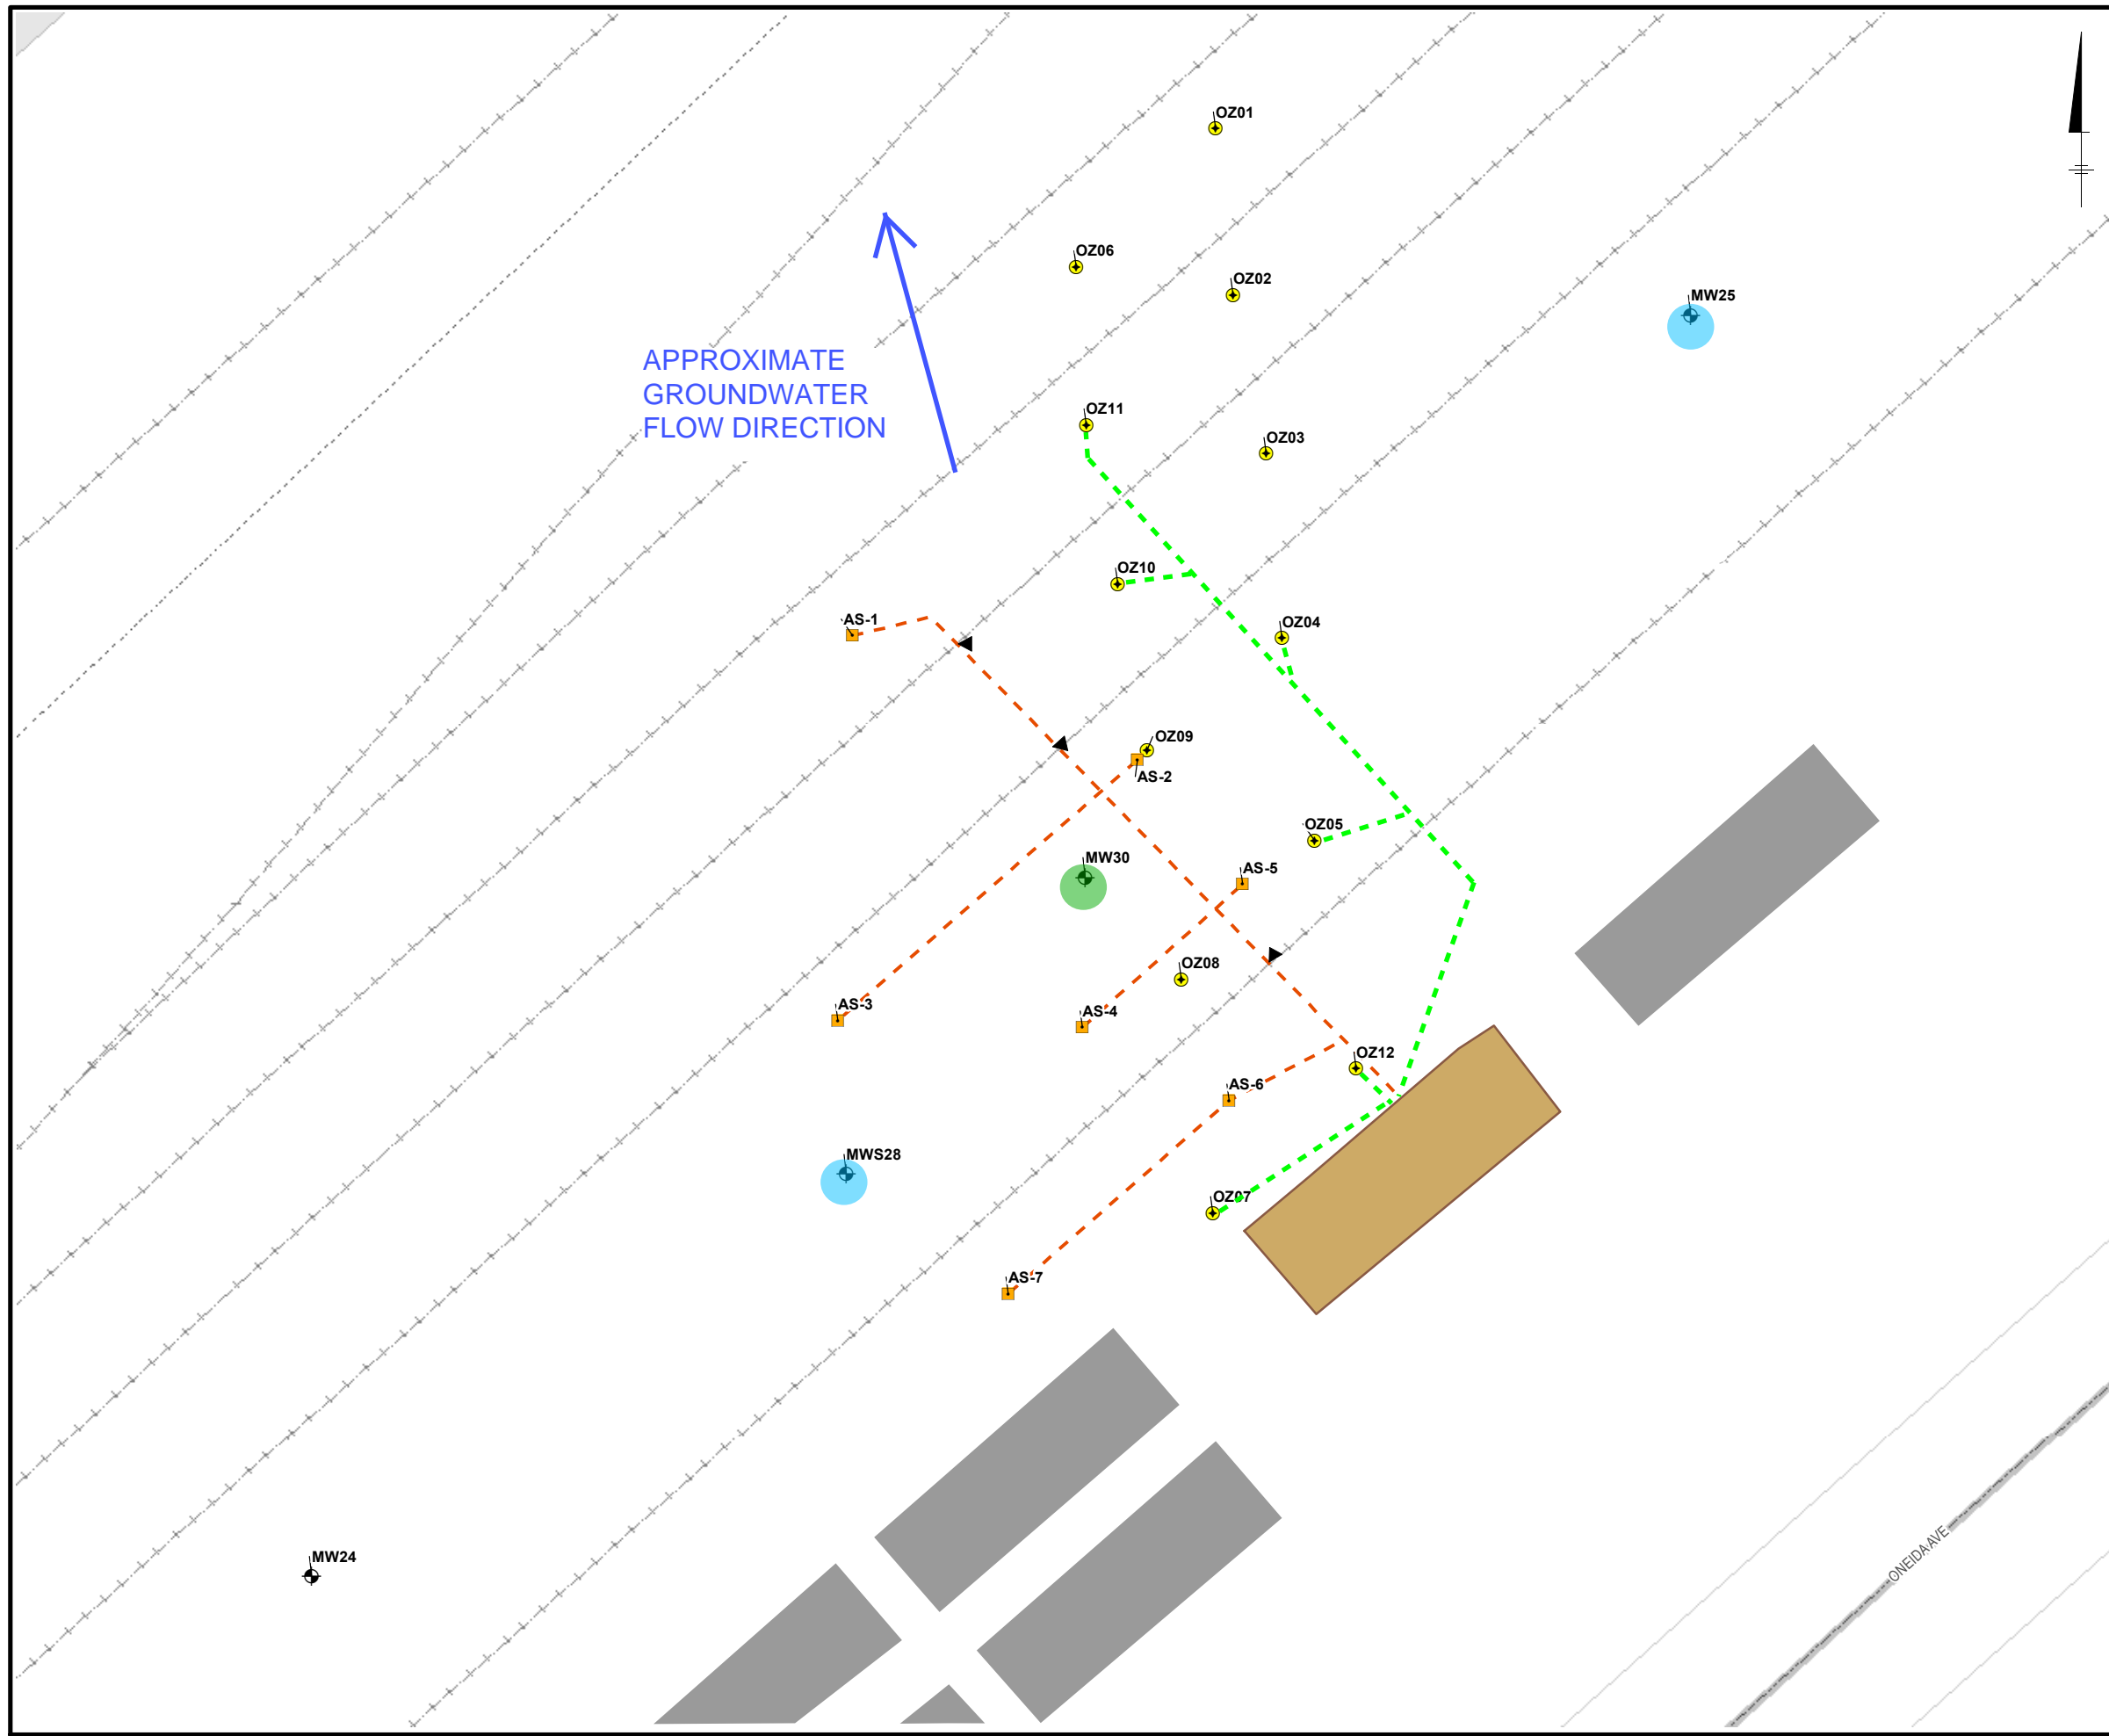 OZ01
OZ06
OZ02
MW25
APPROXIMATE
GROUNDWATER
FLOW DIRECTION
OZ11
OZ03
OZ10
AS-1
OZ04
OZ09
AS-2
OZ05
MW30
AS-5
OZ08
AS-3
AS-4
OZ12
AS-6
MWS28
OZ07
AS-7
ONEIDA AVE
MW24